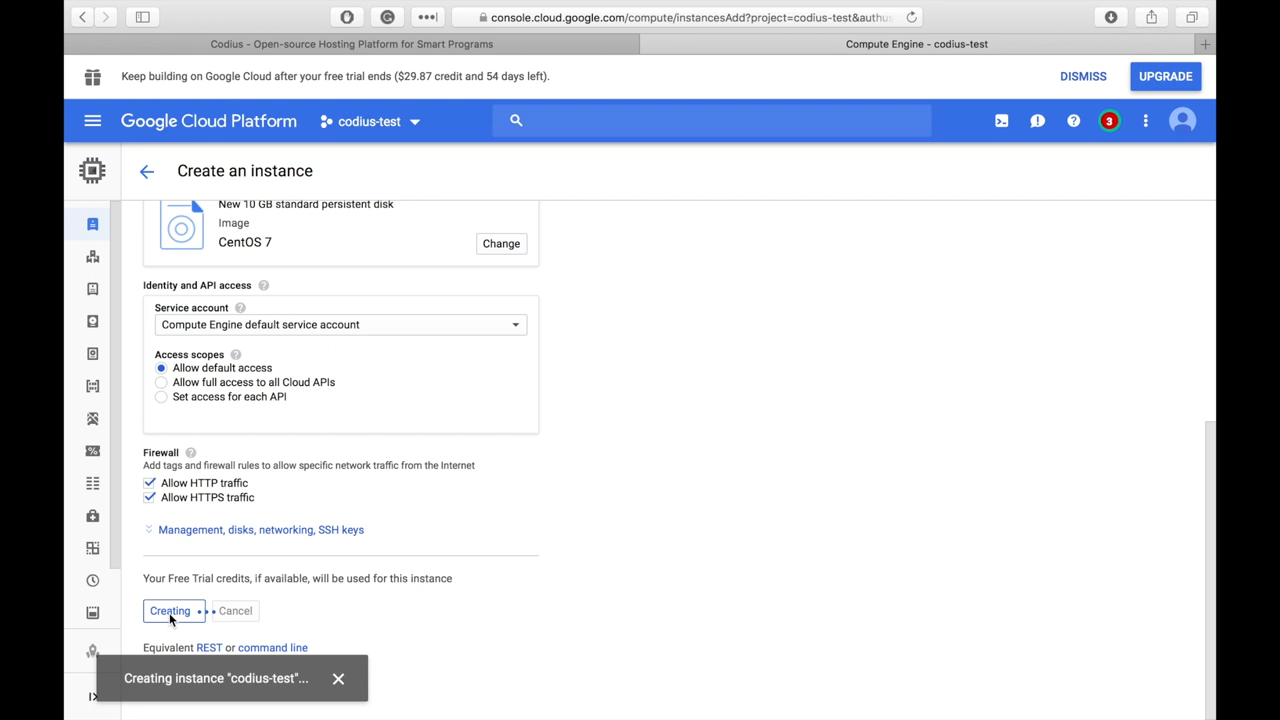 console.cloud.google.com/compute/instancesAdd?project=codius-test&authus
Codius - Open-source Hosting Platform for Smart Programs
Compute Engine - codius-test
Keep building on Google Cloud after your free trial ends ($29.87 credit and 54 days left).
DISMISS
UPGRADE
Google Cloud Platform
codius-test
3
Create an instance
New 10 GB standard persistent disk
Image
CentOS 7
Change
Identity and API access
Service account
Compute Engine default service account
Access scopes
Allow default access
Allow full access to all Cloud APIs
Set access for each API
Firewall
Add tags and firewall rules to allow specific network traffic from the Internet
Allow HTTP traffic
Allow HTTPS traffic
Management, disks, networking, SSH keys
Your Free Trial credits, if available, will be used for this instance
Creating
Cancel
Equivalent REST or command line
Creating instance "codius-test"...